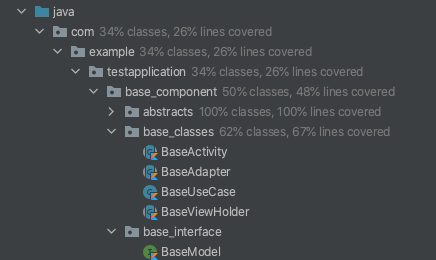 java
com 34% classes, 26% lines covered
example 34% classes, 26% lines covered
testapplication 34% classes, 26% lines covered
base_component 50% classes, 48% lines covered
abstracts 100% classes, 100% lines covered
base_classes 62% classes, 67% lines covered
BaseActivity
BaseAdapter
BaseUseCase
BaseViewHolder
base_interface
BaseModel